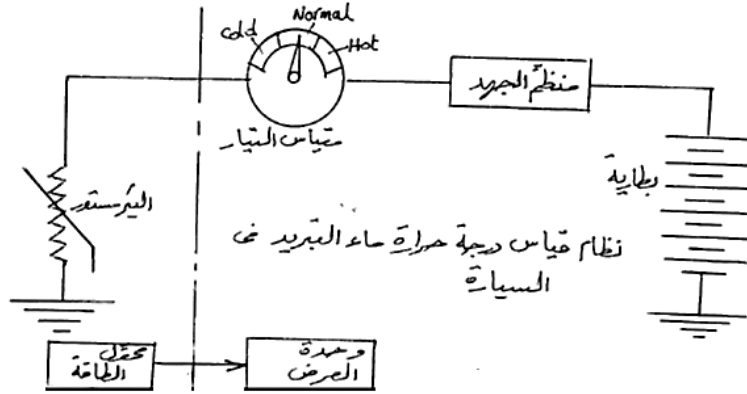 Normal
Cold
Hot
منظم الجهد
مقياس التيار
بطارية
الثرمستور
نظام قياس درجة حرارة ماء التبريد فى
السيارة
محول
الطاقة
وحدة
العرض